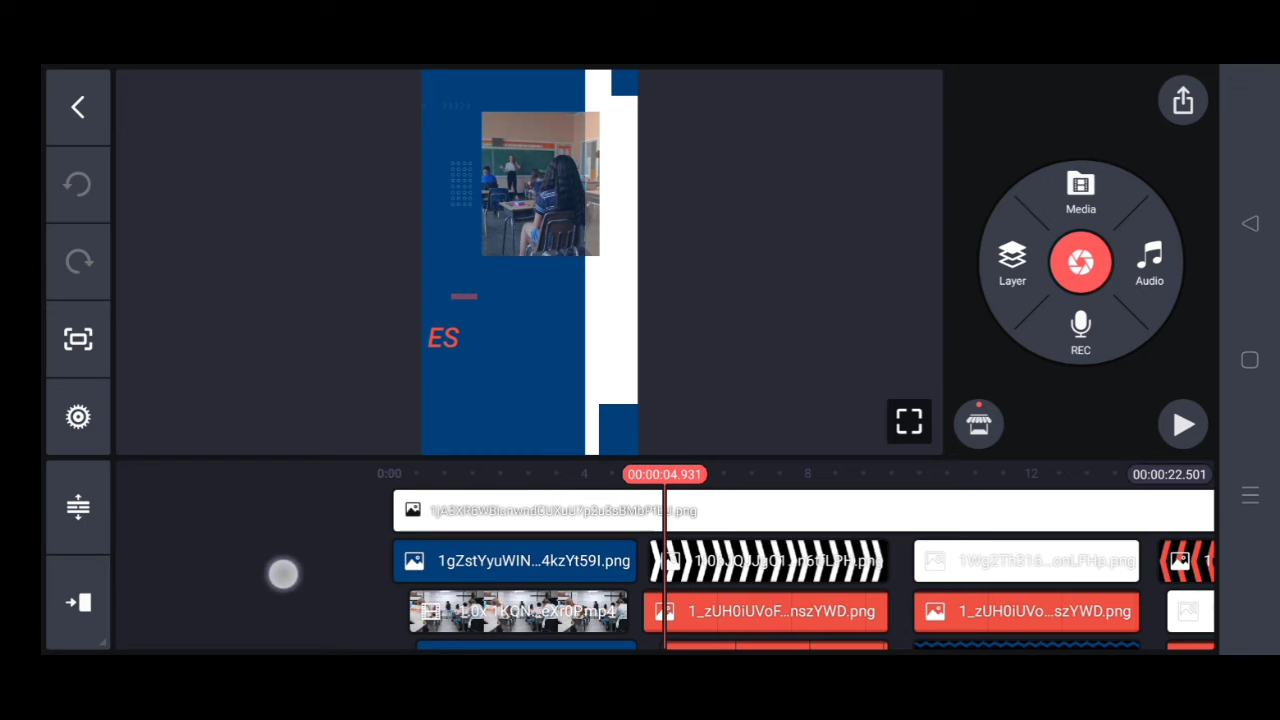 Media
Layer
Audio
REC
ES
0:00
4
00:00:04.931
8
12
00:00:22.501
1gZstYyuWIN...4kzYt59I.png
1_zUH0iUVoF...nszYWD.png
1_zUH0iUVo...szYWD.png